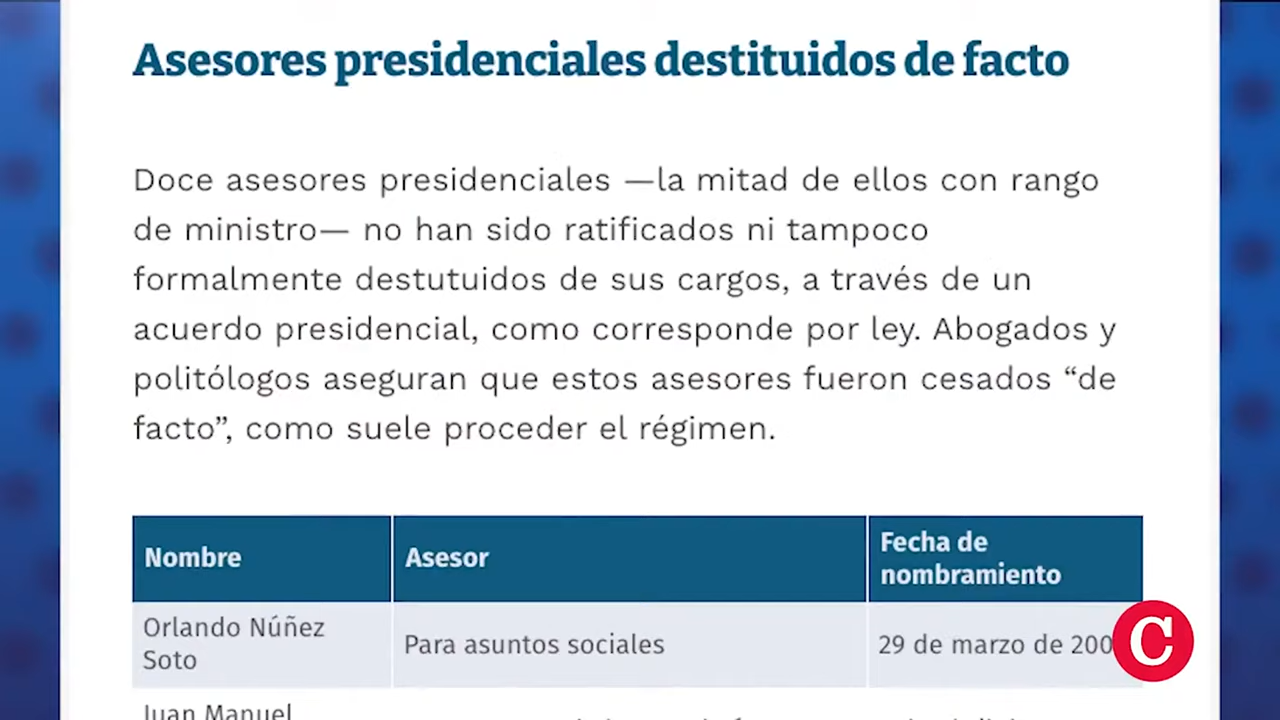 Asesores presidenciales destituidos de facto
Doce asesores presidenciales —la mitad de ellos con rango
de ministro— no han sido ratificados ni tampoco
formalmente destutuidos de sus cargos, a través de un
acuerdo presidencial, como corresponde por ley. Abogados y
politólogos aseguran que estos asesores fueron cesados “de
facto”, como suele proceder el régimen.
Nombre
Asesor
Fecha de
nombramiento
Orlando Núñez
Soto
Para asuntos sociales
29 de marzo de
Juan Manuel
C